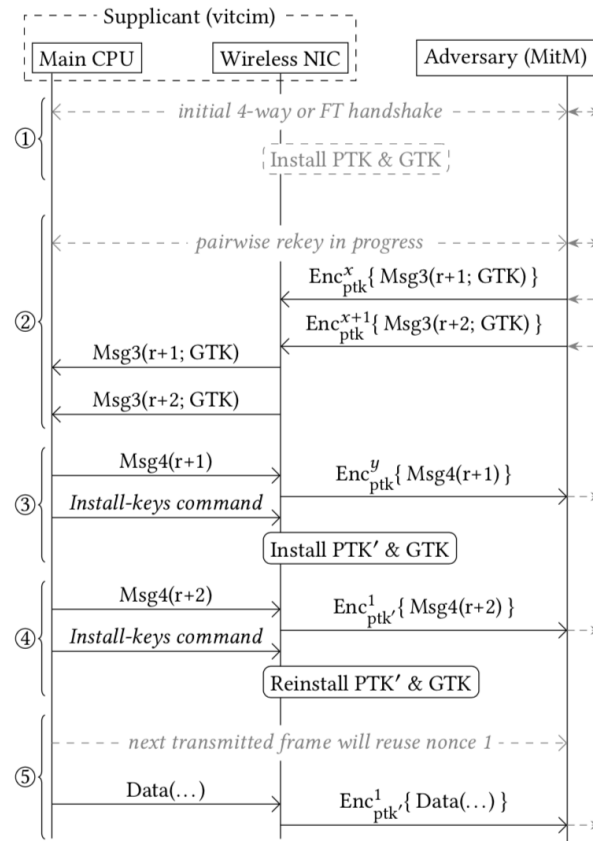 Supplicant (vitcim)
Main CPU
Wireless NIC
Adversary (MitM)
initial 4-way or FT handshake
①
Install PTK & GTK
pairwise rekey in progress
Enc^x_ptk{ Msg3(r+1; GTK) }
②
Enc^{x+1}_ptk{ Msg3(r+2; GTK) }
Msg3(r+1; GTK)
Msg3(r+2; GTK)
Msg4(r+1)
Enc^y_ptk{ Msg4(r+1) }
③
Install-keys command
Install PTK′ & GTK
Msg4(r+2)
Enc^1_ptk′{ Msg4(r+2) }
④
Install-keys command
Reinstall PTK′ & GTK
next transmitted frame will reuse nonce 1
⑤
Data(…)
Enc^1_ptk′{ Data(…) }